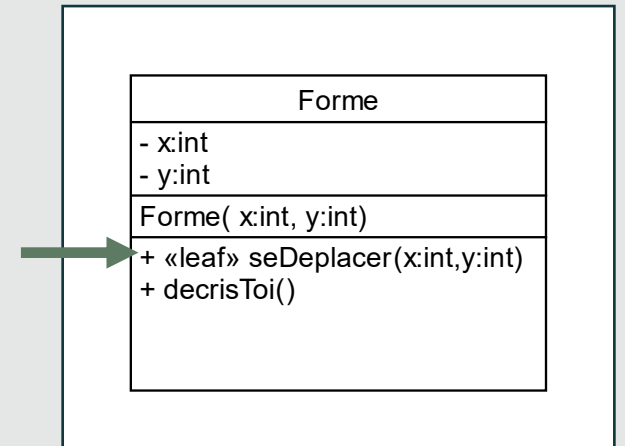 Forme
- x:int
- y:int
Forme( x:int, y:int)
+ «leaf» seDeplacer(x:int,y:int)
+ decrisToi()